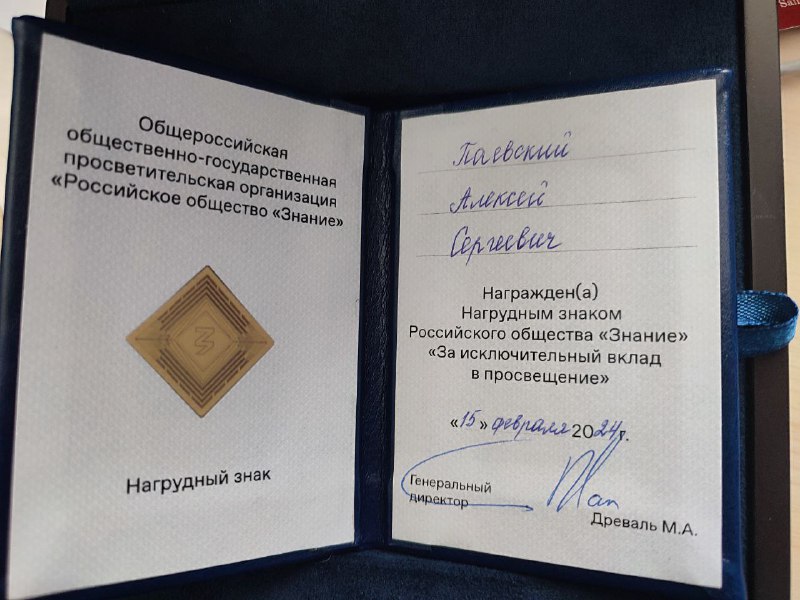 Общероссийская
общественно-государственная
просветительская организация
«Российское общество «Знание»
Нагрудный знак
Паевский
Алексей
Сергеевич
Награжден(а)
Нагрудным знаком
Российского общества «Знание»
«За исключительный вклад
в просвещение»
«15» февраля 2024г.
Генеральный
директор
Древаль М.А.